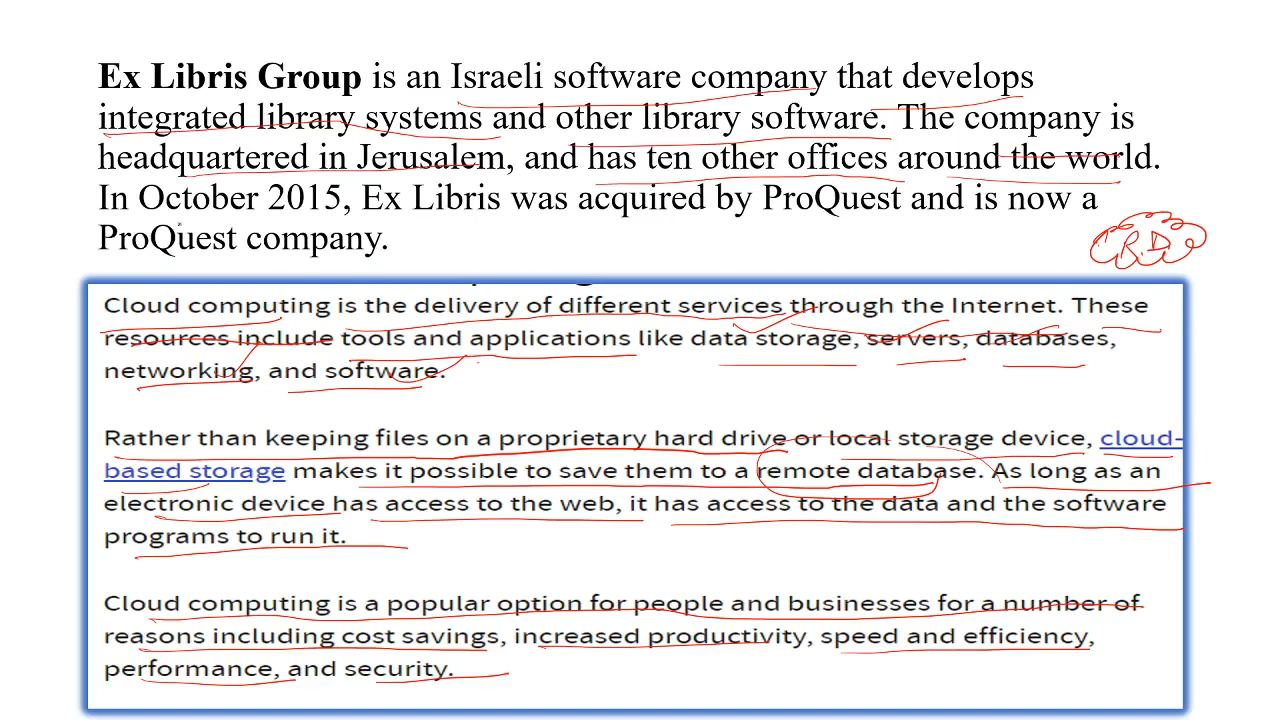 Ex Libris Group is an Israeli software company that develops
integrated library systems and other library software. The company is
headquartered in Jerusalem, and has ten other offices around the world.
In October 2015, Ex Libris was acquired by ProQuest and is now a
ProQuest company.
R.D
Cloud computing is the delivery of different services through the Internet. These
resources include tools and applications like data storage, servers, databases,
networking, and software.
Rather than keeping files on a proprietary hard drive or local storage device, cloud-
based storage makes it possible to save them to a remote database. As long as an
electronic device has access to the web, it has access to the data and the software
programs to run it.
Cloud computing is a popular option for people and businesses for a number of
reasons including cost savings, increased productivity, speed and efficiency,
performance, and security.